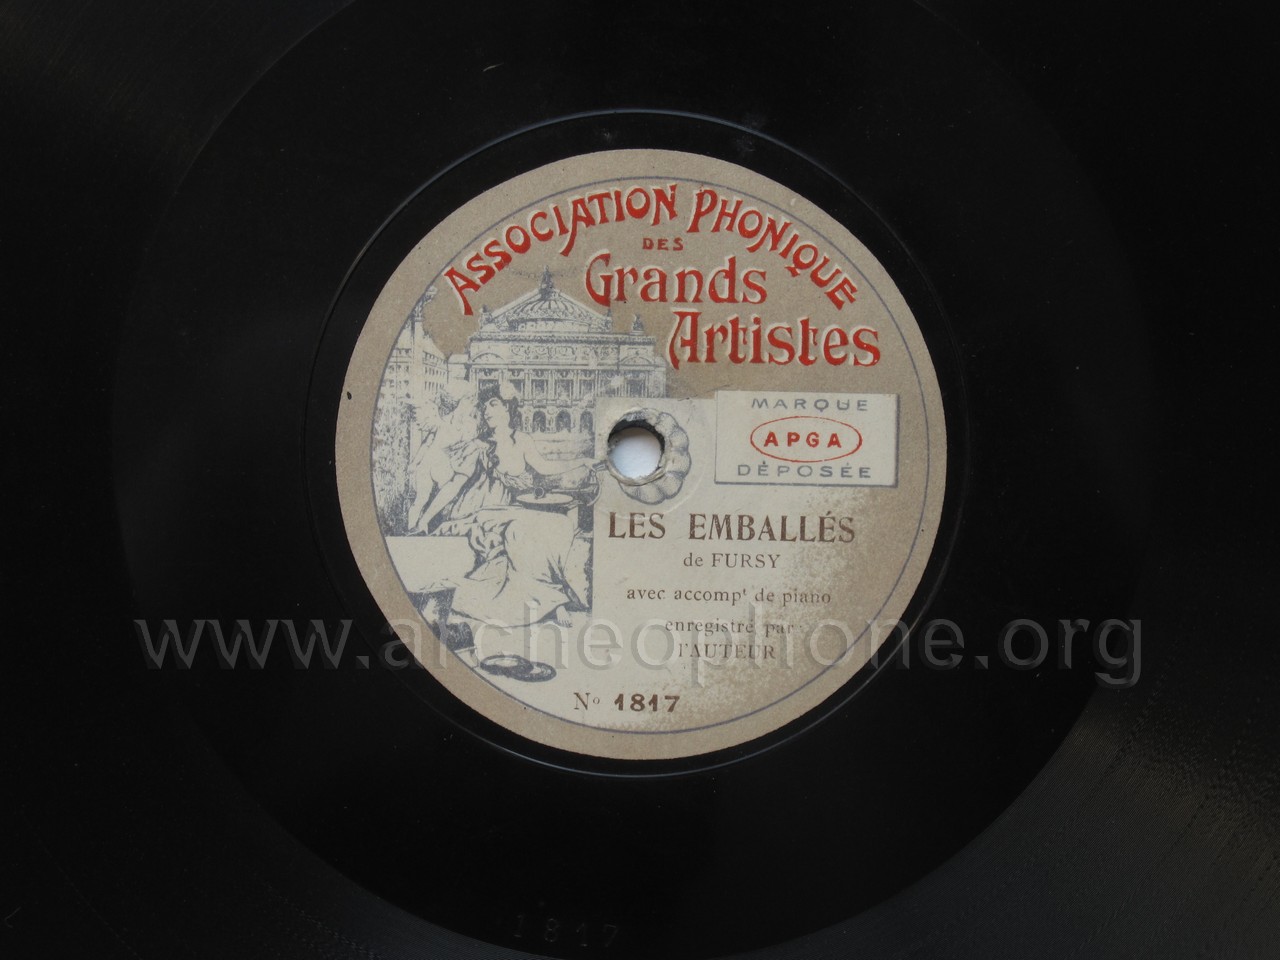 ASSOCIATION PHONIQUE
DES
Grands
Artistes
MARQUE
APGA
DÉPOSÉE
LES EMBALLÉS
de FURSY
avec accompt de piano
enregistré par
l'AUTEUR
www.archeophone.org
No 1817
1817